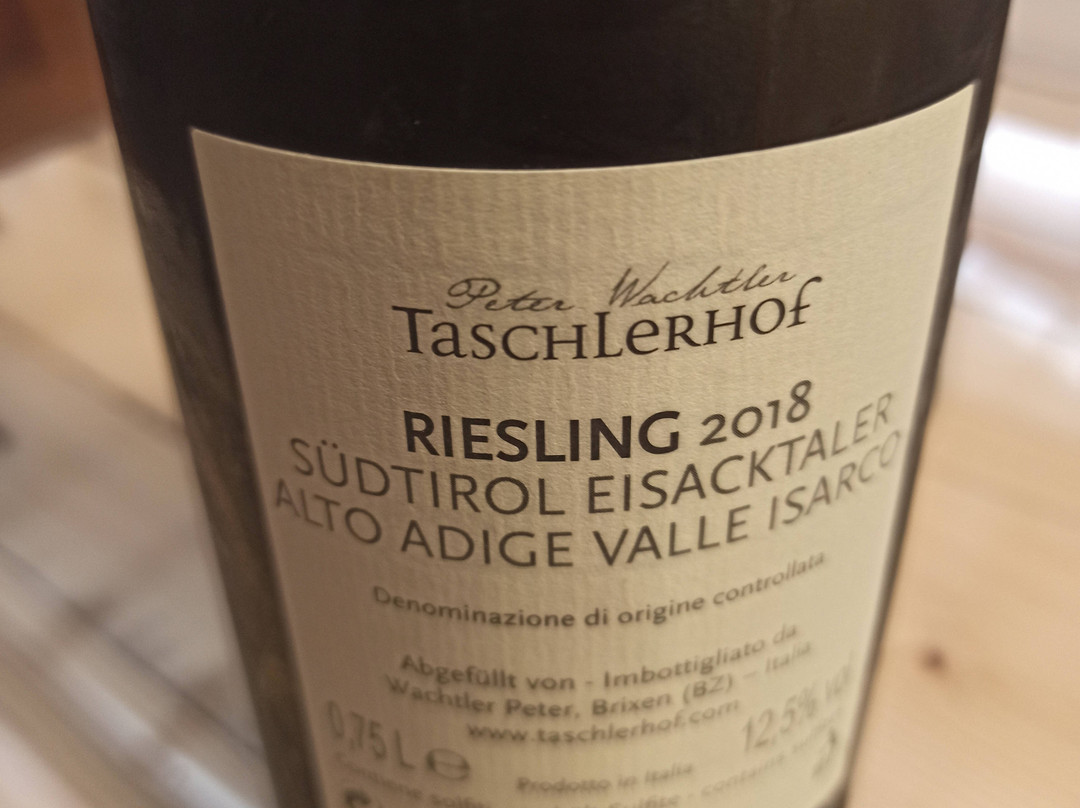 Peter Wachtler
TASCHLERHOF
RIESLING 2018
SÜDTIROL EISACKTALER
ALTO ADIGE VALLE ISARCO
Denominazione di origine controllata
Abgefüllt von - Imbottigliato da
Wachtler Peter, Brixen (BZ) - Italia
www.taschlerhof.com
0,75 L ℮ 12,5% vol
Prodotto in Italia